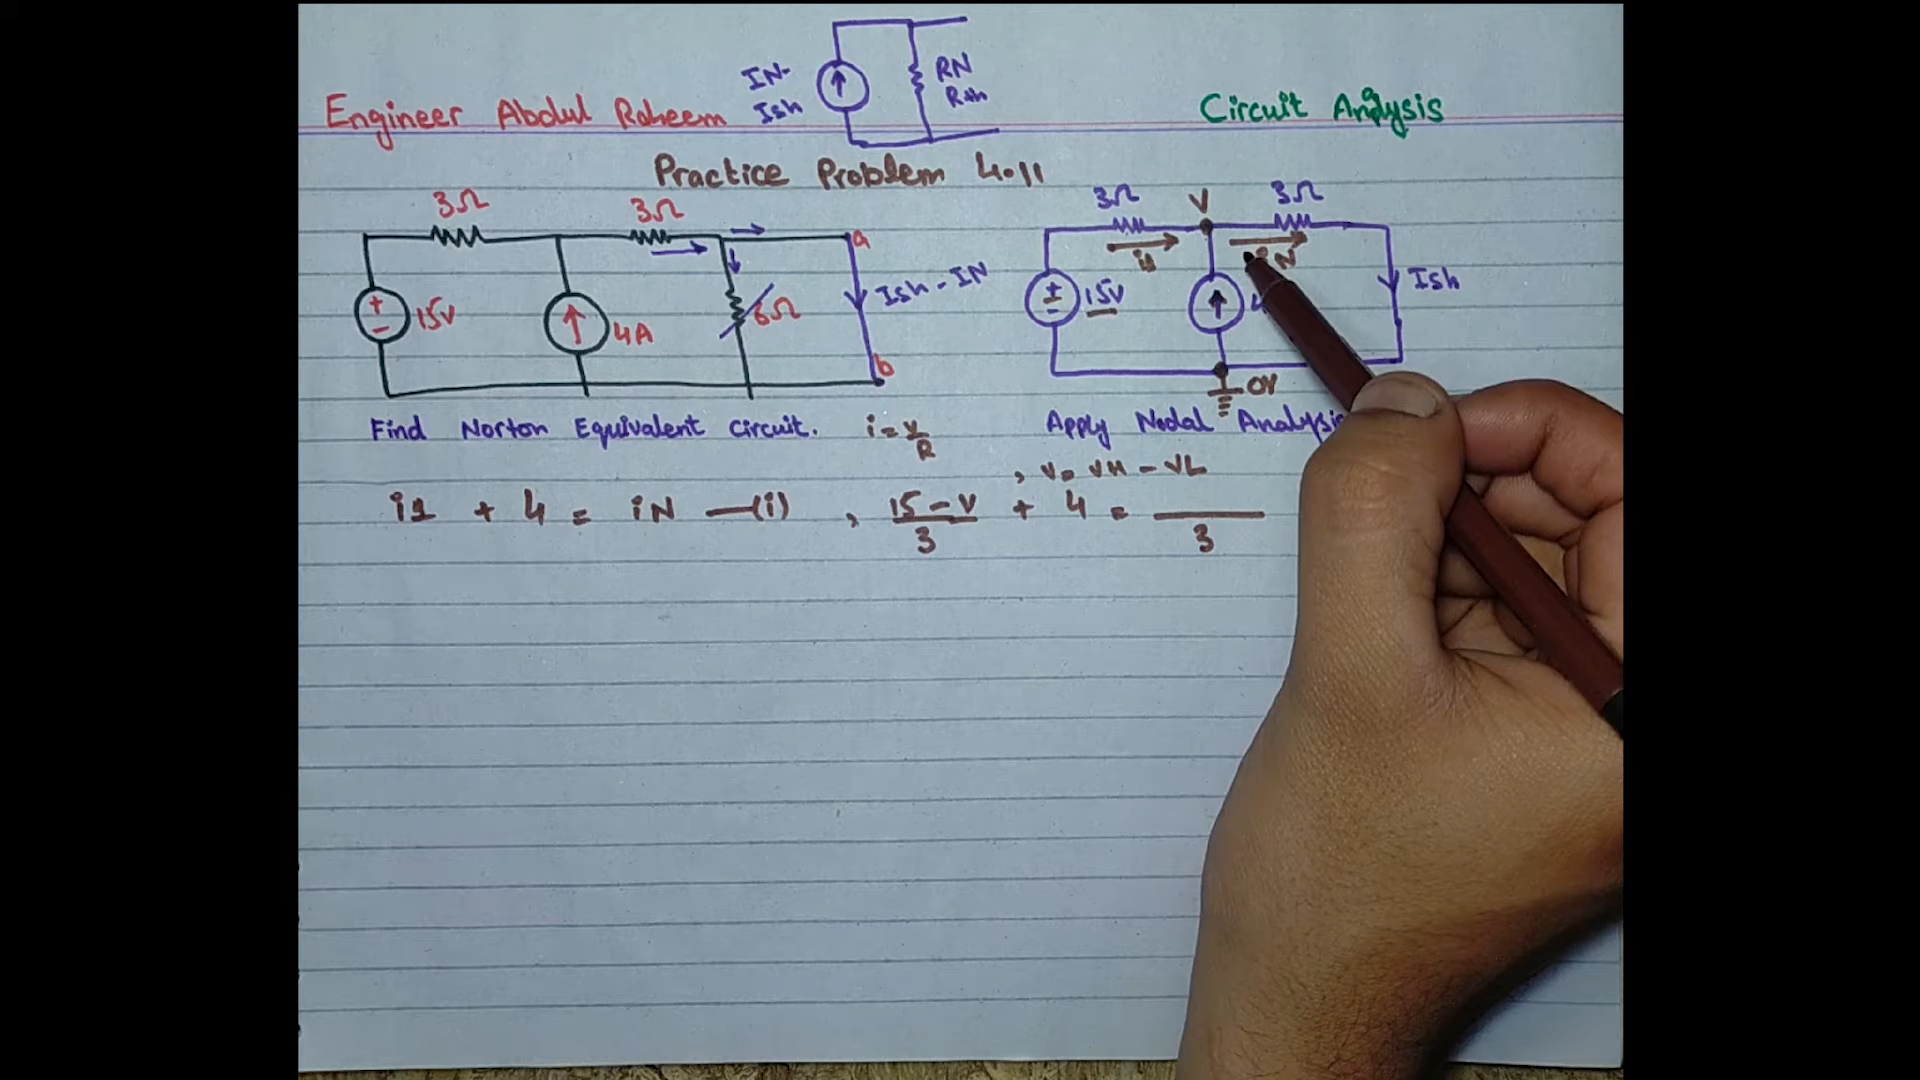 IN-
Ish
RN
Rth
Engineer Abdul Raheem
Circuit Analysis
Practice Problem 4.11
3Ω
3Ω
15V
4A
6Ω
a
b
Ish - IN
3Ω
V
3Ω
i1
iN
15V
Ish
0V
Find Norton Equivalent Circuit.
i = V/R
Apply Nodal
, V = VH - VL
i1 + 4 = iN —(i) , 15 - V / 3 + 4 = / 3